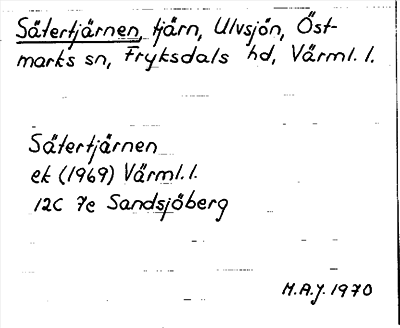 Sätertjärnen, tjärn, Ulvsjön, Öst-
marks sn, Fryksdals hd, Värml. l.
Sätertjärnen
ek (1969) Värml. l.
12C 7e Sandsjöberg
M.A.J. 1970